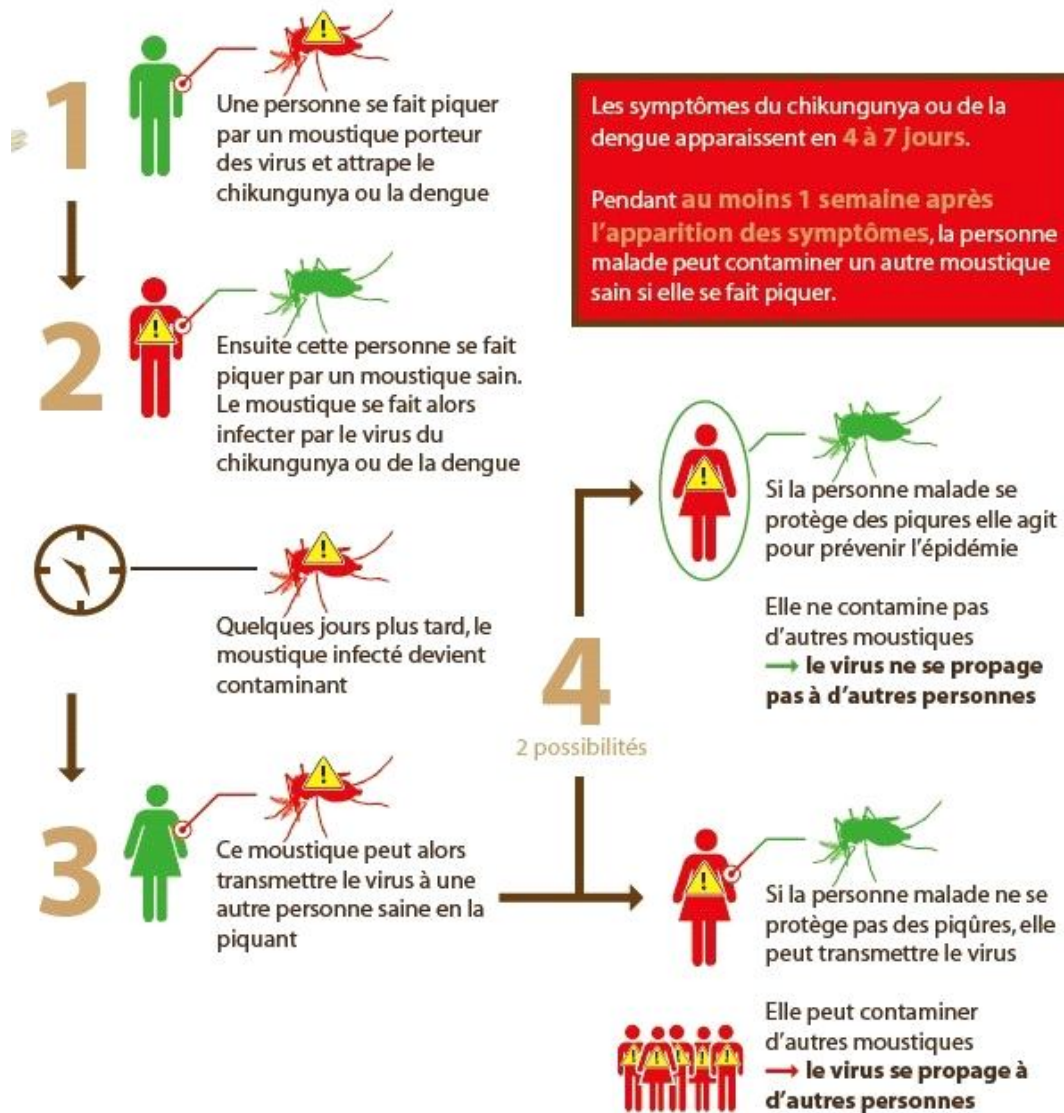 1
Une personne se fait piquer
par un moustique porteur
des virus et attrape le
chikungunya ou la dengue
Les symptômes du chikungunya ou de la
dengue apparaissent en 4 à 7 jours.
Pendant au moins 1 semaine après
l'apparition des symptômes, la personne
malade peut contaminer un autre moustique
sain si elle se fait piquer.
2
Ensuite cette personne se fait
piquer par un moustique sain.
Le moustique se fait alors
infecter par le virus du
chikungunya ou de la dengue
Quelques jours plus tard, le
moustique infecté devient
contaminant
3
Ce moustique peut alors
transmettre le virus à une
autre personne saine en la
piquant
4
2 possibilités
Si la personne malade se
protège des piqures elle agit
pour prévenir l'épidémie
Elle ne contamine pas
d'autres moustiques
→ le virus ne se propage
pas à d'autres personnes
Si la personne malade ne se
protège pas des piqûres, elle
peut transmettre le virus
Elle peut contaminer
d'autres moustiques
→ le virus se propage à
d'autres personnes